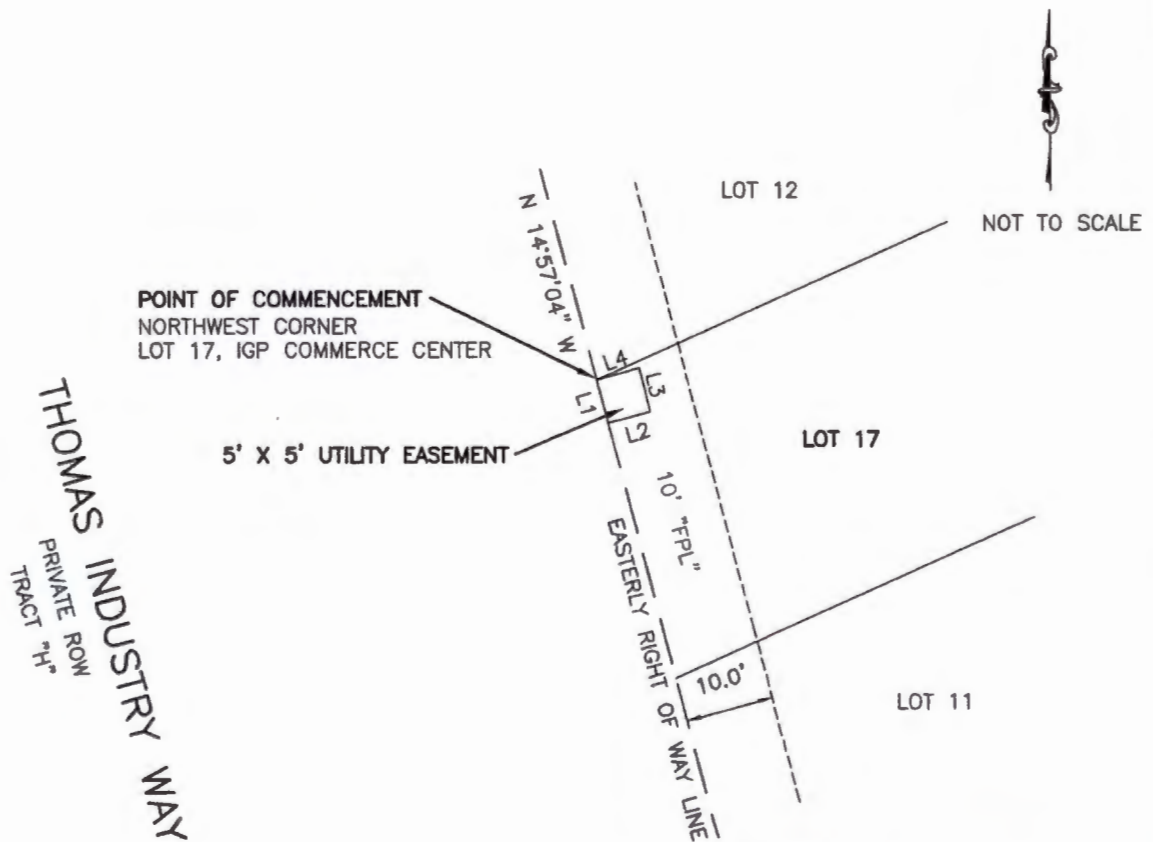 LOT 12
NOT TO SCALE
N 14°57'04" W
POINT OF COMMENCEMENT
NORTHWEST CORNER
LOT 17, IGP COMMERCE CENTER
L4
L3
L1
L2
5' X 5' UTILITY EASEMENT
LOT 17
10' "FPL"
THOMAS INDUSTRY WAY
PRIVATE ROW
TRACT "H"
EASTERLY RIGHT OF WAY LINE
10.0'
LOT 11